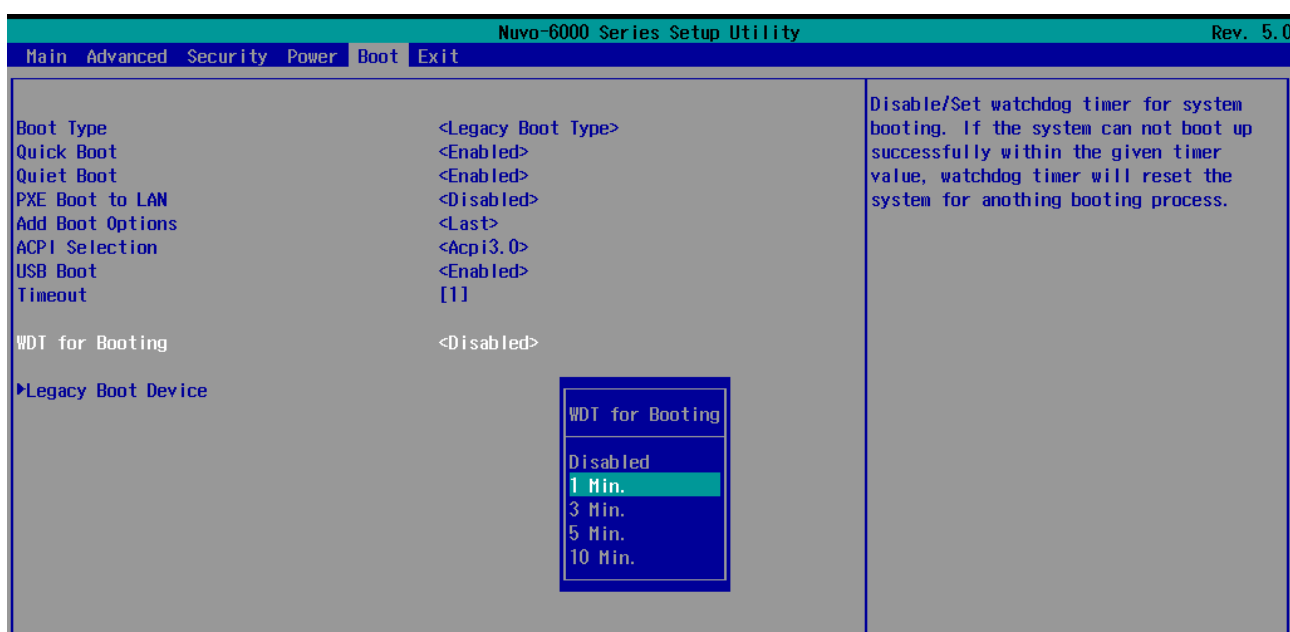 Nuvo-6000 Series Setup Utility Rev. 5.0
Main Advanced Security Power Boot Exit
Boot Type <Legacy Boot Type>
Quick Boot <Enabled>
Quiet Boot <Enabled>
PXE Boot to LAN <Disabled>
Add Boot Options <Last>
ACPI Selection <Acpi3.0>
USB Boot <Enabled>
Timeout [1]
WDT for Booting <Disabled>
▶Legacy Boot Device
WDT for Booting
Disabled
1 Min.
3 Min.
5 Min.
10 Min.
Disable/Set watchdog timer for system
booting. If the system can not boot up
successfully within the given timer
value, watchdog timer will reset the
system for anothing booting process.